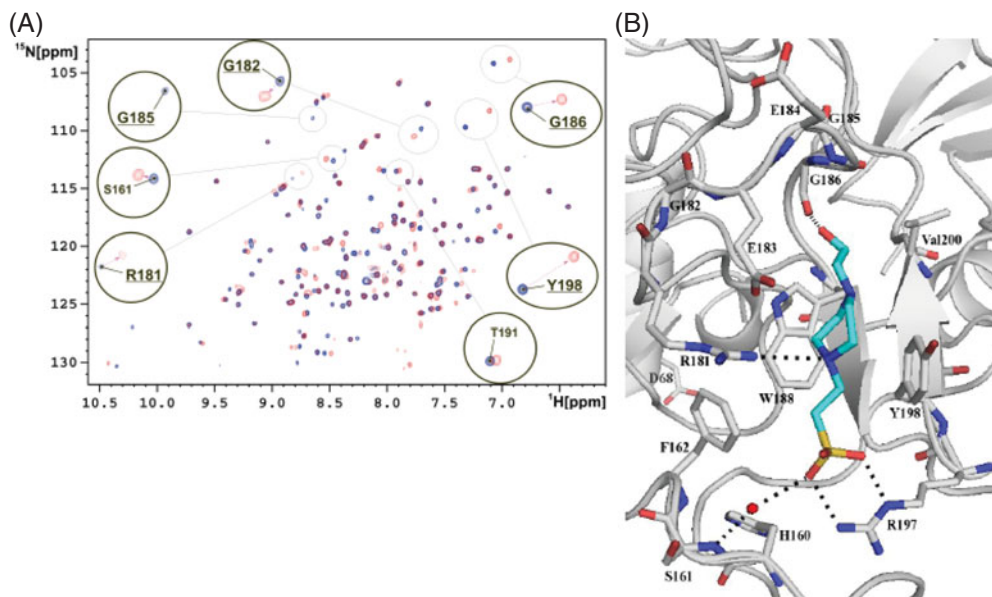 (A)
(B)
¹⁵N[ppm]
105
110
115
120
125
130
G182
G185
S161
R181
G186
Y198
T191
10.5
10.0
9.5
9.0
8.5
8.0
7.5
7.0
¹H[ppm]
E184
G185
G186
G182
E183
Val200
R181
D68
W188
Y198
F162
H160
R197
S161